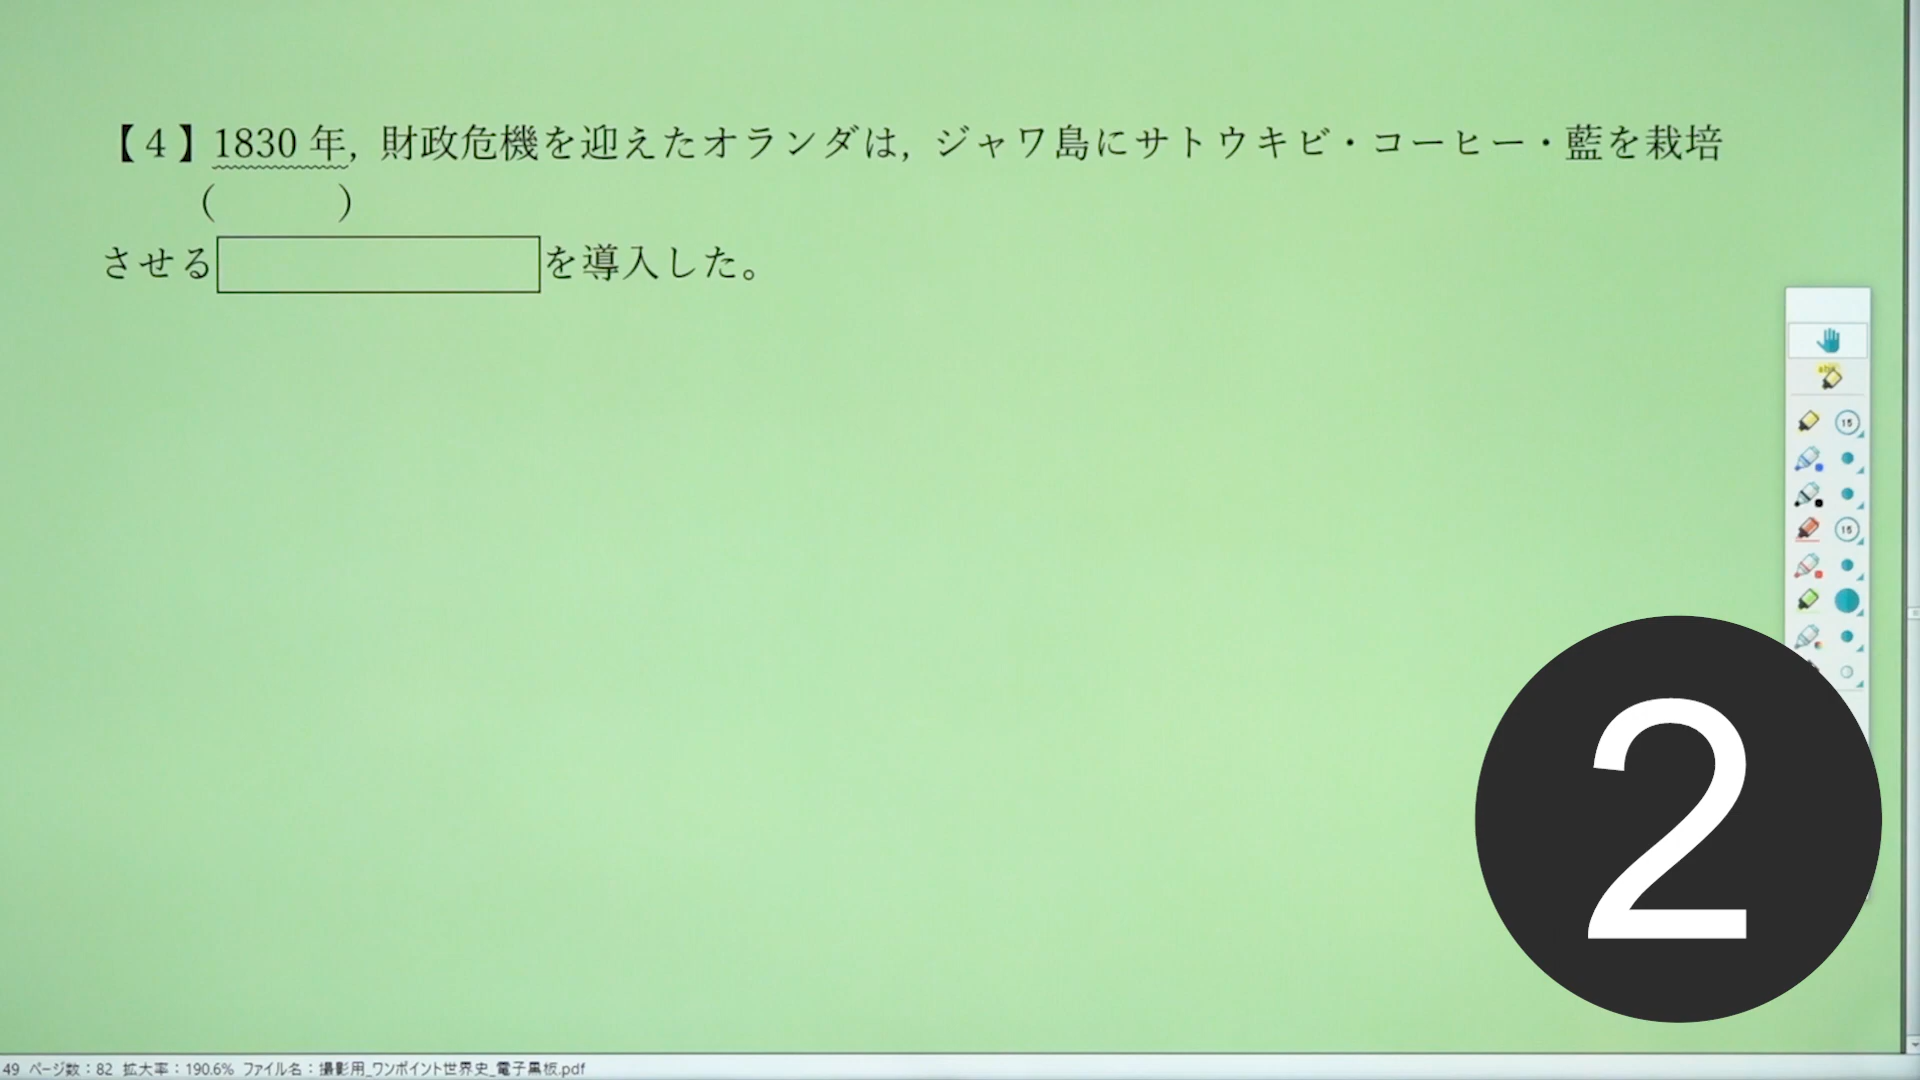 【4】1830 年, 財政危機を迎えたオランダは, ジャワ島にサトウキビ・コーヒー・藍を栽培
(　　　)
させる　　　　を導入した。
15
15
2
49 ページ数：82 拡大率：190.6% ファイル名：撮影用_ワンポイント世界史_電子黒板.pdf